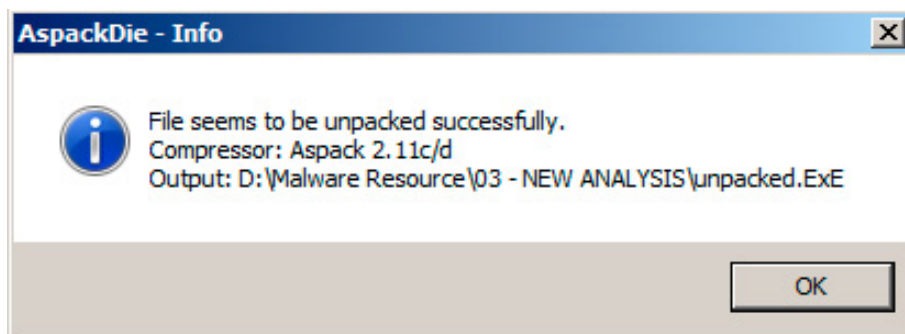 AspackDie - Info
File seems to be unpacked successfully.
Compressor: Aspack 2.11c/d
Output: D:\Malware Resource\03 - NEW ANALYSIS\unpacked.ExE
OK